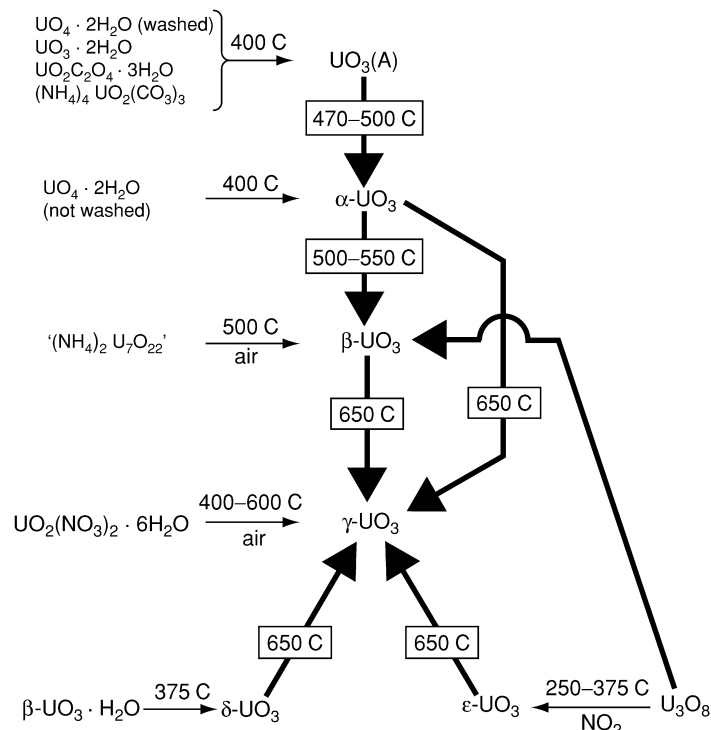 UO₄ · 2H₂O (washed)
UO₃ · 2H₂O
UO₂C₂O₄ · 3H₂O
(NH₄)₄ UO₂(CO₃)₃
400 C
UO₃(A)
470–500 C
UO₄ · 2H₂O
(not washed)
400 C
α-UO₃
500–550 C
‘(NH₄)₂ U₇O₂₂’
500 C
air
β-UO₃
650 C
650 C
UO₂(NO₃)₂ · 6H₂O
400–600 C
air
γ-UO₃
650 C
650 C
β-UO₃ · H₂O
375 C
δ-UO₃
ε-UO₃
250–375 C
NO₂
U₃O₈